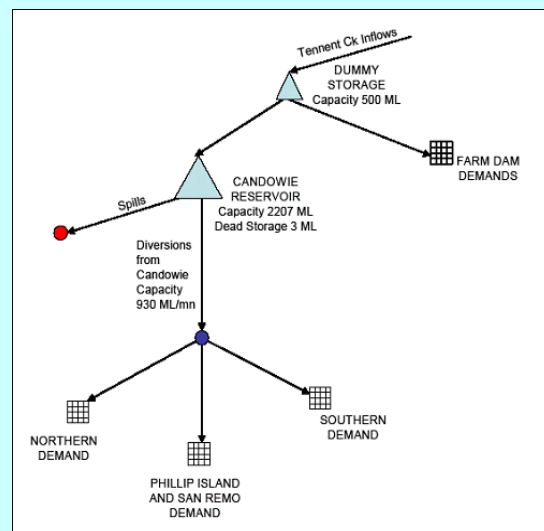 Tennent Ck Inflows
DUMMY
STORAGE
Capacity 500 ML
FARM DAM
DEMANDS
CANDOWIE
RESERVOIR
Capacity 2207 ML
Dead Storage 3 ML
Spills
Diversions
from
Candowie
Capacity
930 ML/mn
SOUTHERN
DEMAND
NORTHERN
DEMAND
PHILLIP ISLAND
AND SAN REMO
DEMAND